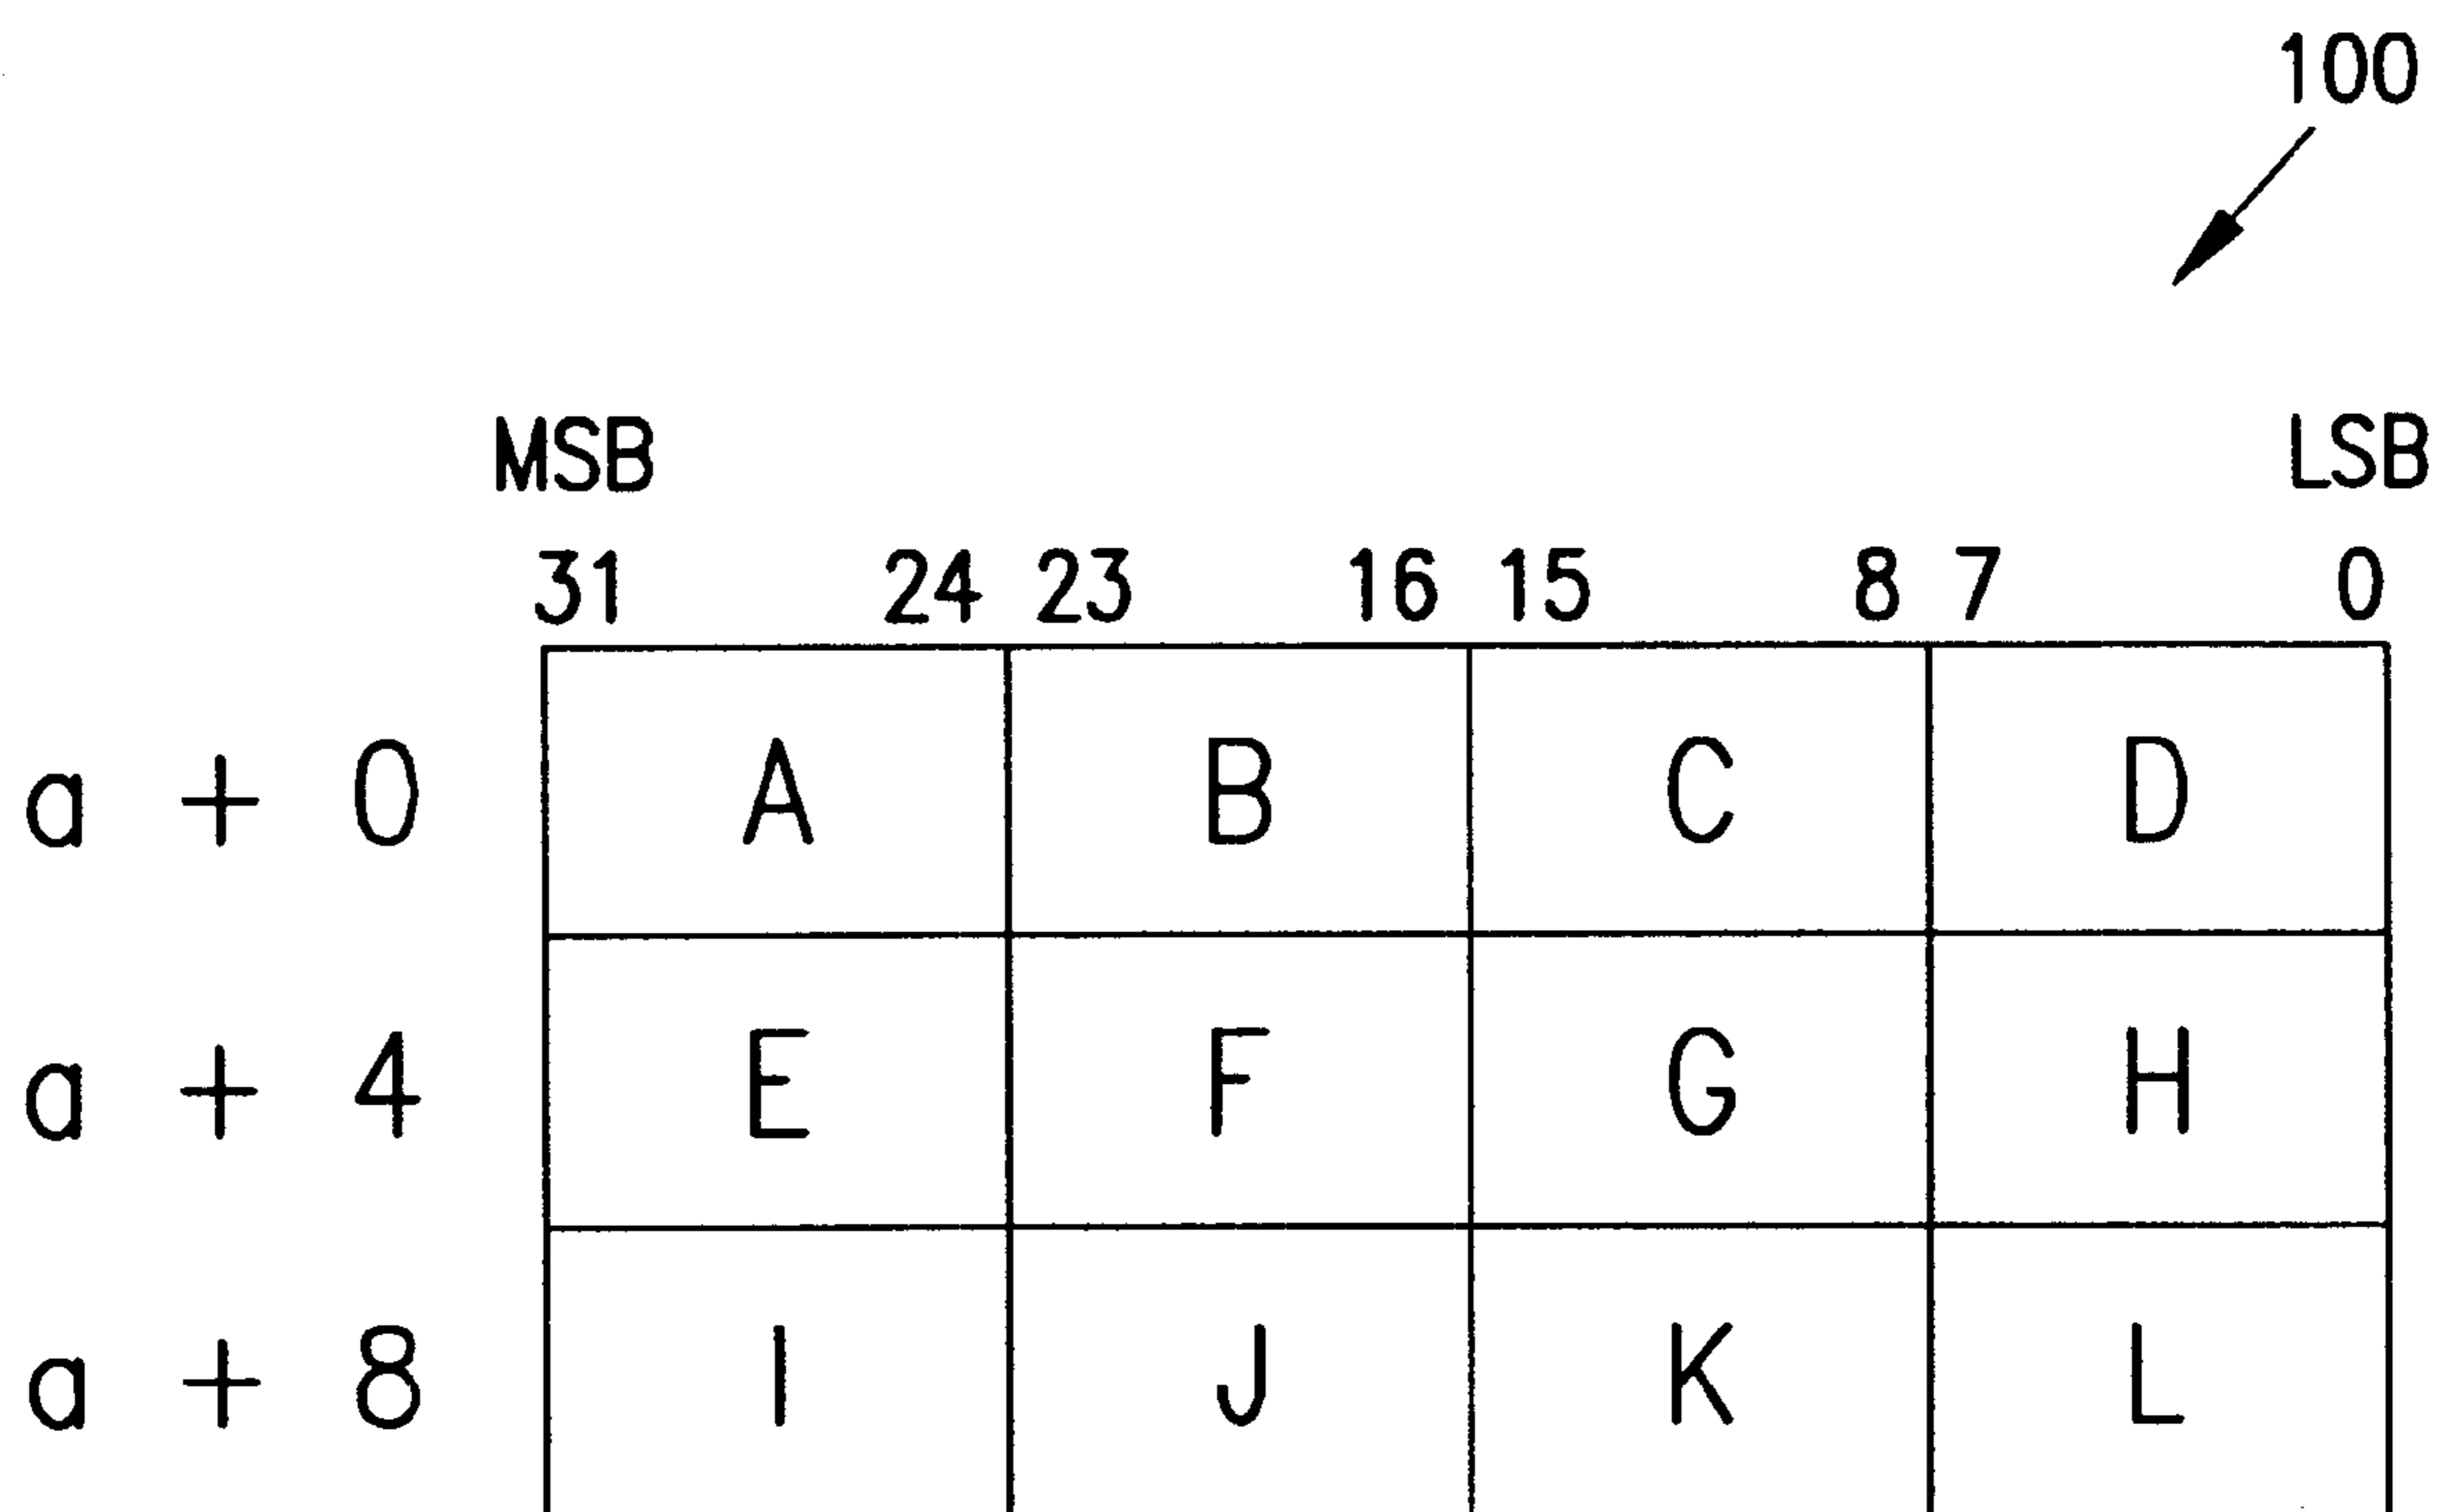 100
MSB LSB
31 24 23 16 15 8 7 0
a + 0 A B C D
a + 4 E F G H
a + 8 I J K L